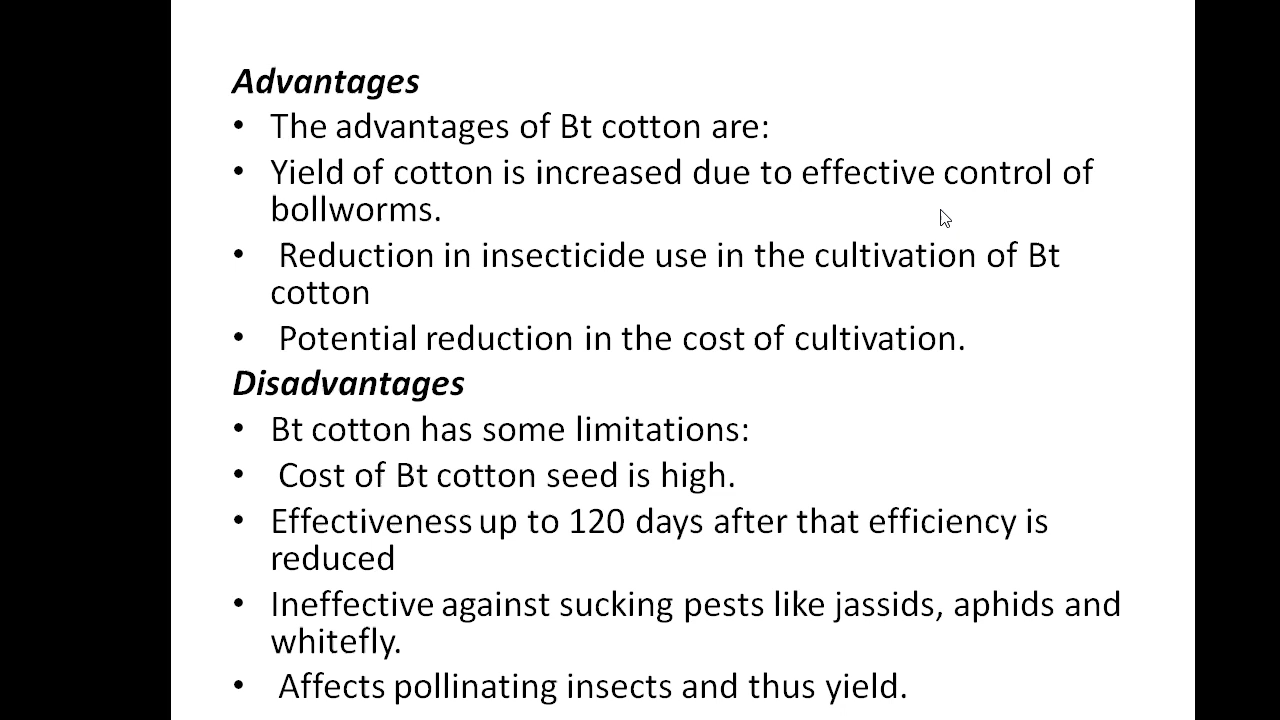 Advantages
• The advantages of Bt cotton are:
• Yield of cotton is increased due to effective control of
bollworms.
• Reduction in insecticide use in the cultivation of Bt
cotton
• Potential reduction in the cost of cultivation.
Disadvantages
• Bt cotton has some limitations:
• Cost of Bt cotton seed is high.
• Effectiveness up to 120 days after that efficiency is
reduced
• Ineffective against sucking pests like jassids, aphids and
whitefly.
• Affects pollinating insects and thus yield.